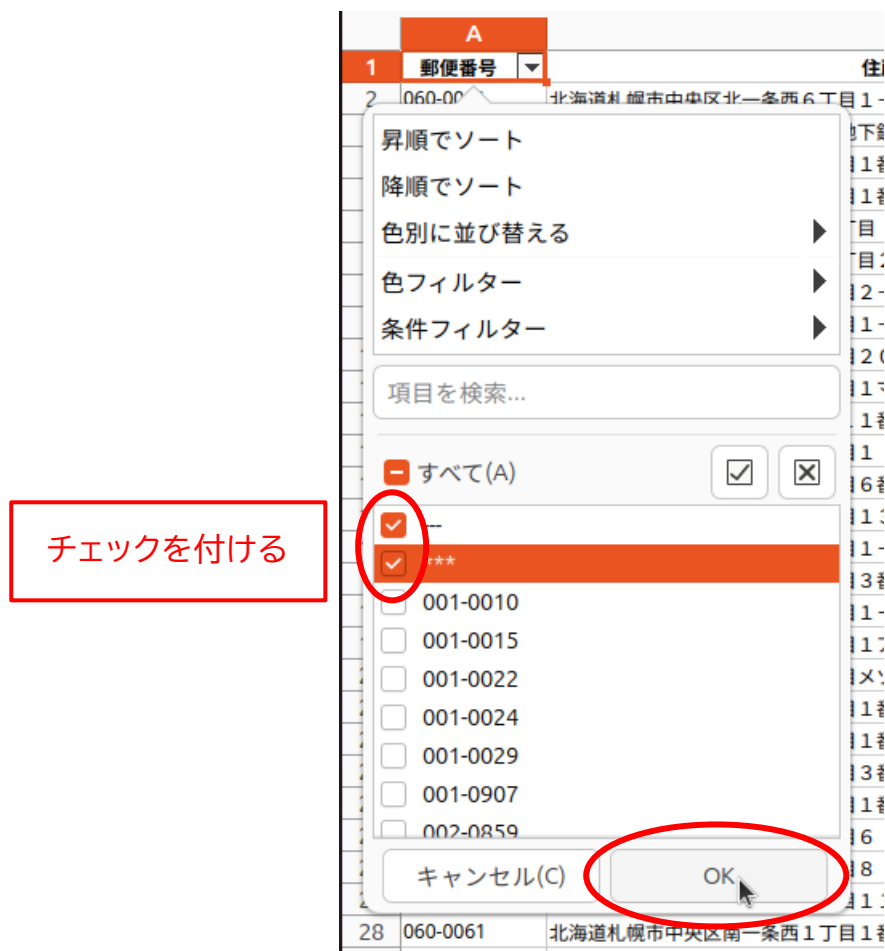 A
1 郵便番号
2 060-00 北海道札幌市中央区北一条西６丁目１
昇順でソート
降順でソート
色別に並び替える
色フィルター
条件フィルター
項目を検索...
すべて(A)
チェックを付ける
---
***
001-0010
001-0015
001-0022
001-0024
001-0029
001-0907
002-0859
キャンセル(C) OK
28 060-0061 北海道札幌市中央区南一条西１丁目１